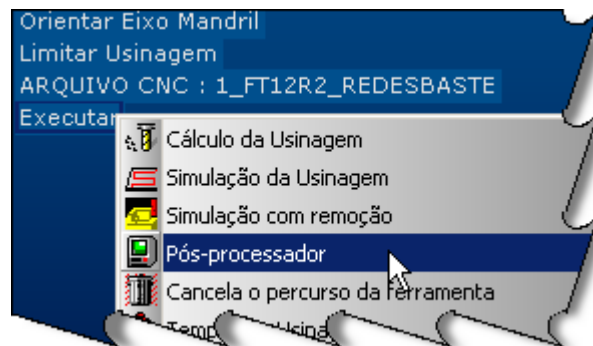 Orientar Eixo Mandril
Limitar Usinagem
ARQUIVO CNC : 1_FT12R2_REDESBASTE
Executar
Cálculo da Usinagem
Simulação da Usinagem
Simulação com remoção
Pós-processador
Cancela o percurso da ferramenta